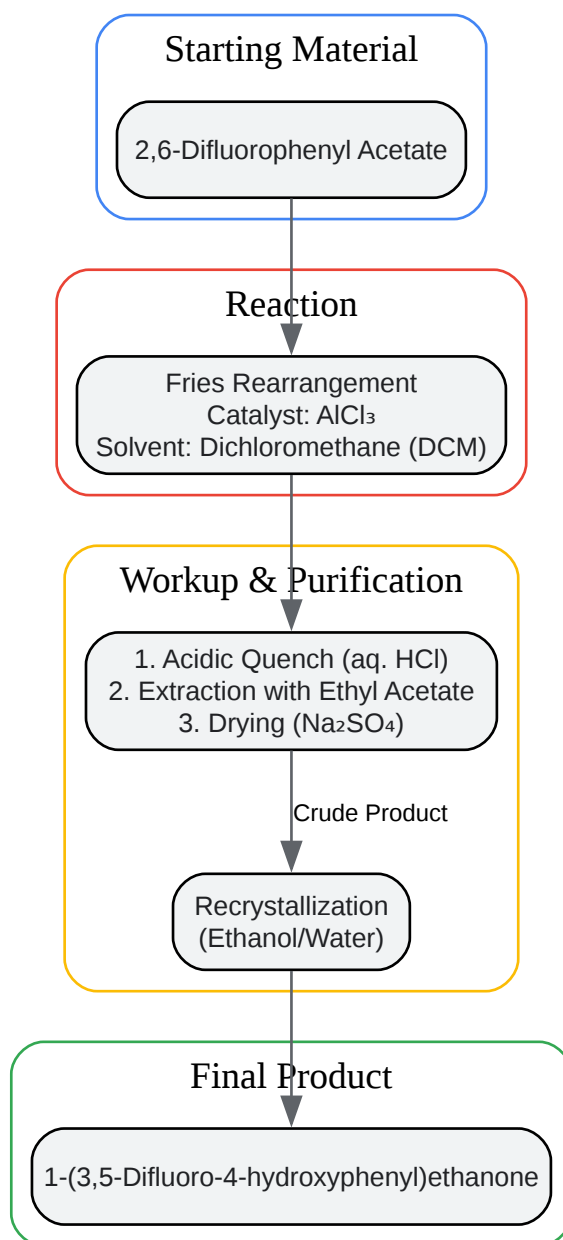 Starting Material
2,6-Difluorophenyl Acetate
Reaction
Fries Rearrangement
Catalyst: AlCl₃
Solvent: Dichloromethane (DCM)
Workup & Purification
1. Acidic Quench (aq. HCl)
2. Extraction with Ethyl Acetate
3. Drying (Na₂SO₄)
Crude Product
Recrystallization
(Ethanol/Water)
Final Product
1-(3,5-Difluoro-4-hydroxyphenyl)ethanone